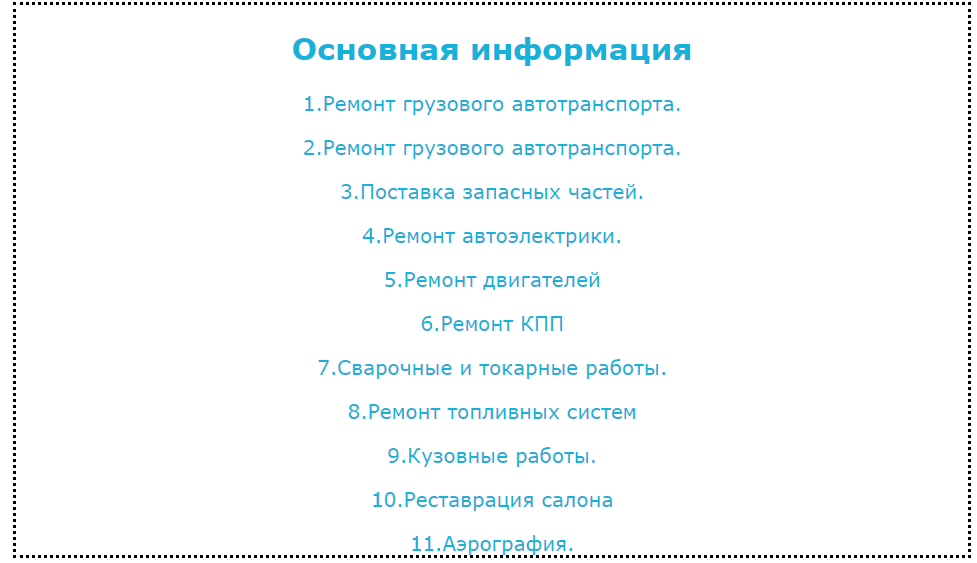 Основная информация
1.Ремонт грузового автотранспорта.
2.Ремонт грузового автотранспорта.
3.Поставка запасных частей.
4.Ремонт автоэлектрики.
5.Ремонт двигателей
6.Ремонт КПП
7.Сварочные и токарные работы.
8.Ремонт топливных систем
9.Кузовные работы.
10.Реставрация салона
11.Аэрография.